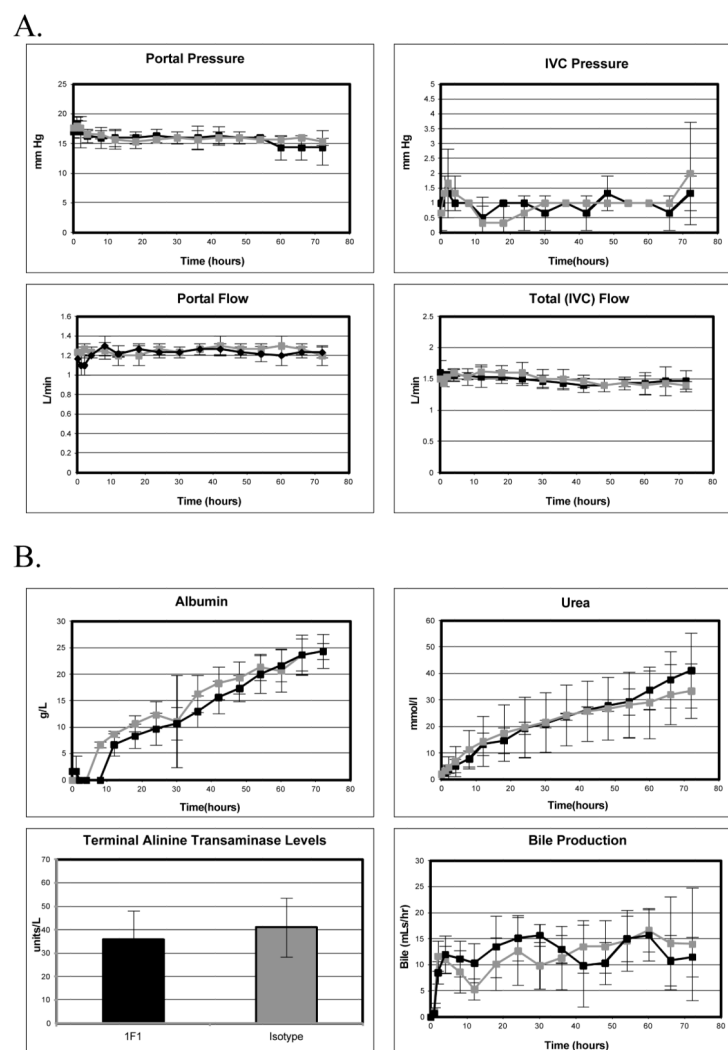 A.
Portal Pressure
25
20
15
10
5
0
mm Hg
0 10 20 30 40 50 60 70 80
Time (hours)
IVC Pressure
5
4.5
4
3.5
3
2.5
2
1.5
1
0.5
0
mm Hg
0 10 20 30 40 50 60 70 80
Time (hours)
Portal Flow
1.6
1.4
1.2
1
0.8
0.6
0.4
0.2
0
L/min
0 10 20 30 40 50 60 70 80
Time (hours)
Total (IVC) Flow
2.5
2
1.5
1
0.5
0
L/min
0 10 20 30 40 50 60 70 80
Time (hours)
B.
Albumin
30
25
20
15
10
5
0
g/L
0 10 20 30 40 50 60 70 80
Time(hours)
Urea
60
50
40
30
20
10
0
mmol/l
0 10 20 30 40 50 60 70 80
Time(hours)
Terminal Alinine Transaminase Levels
70
60
50
40
30
20
10
0
units/L
1F1 Isotype
Bile Production
30
25
20
15
10
5
0
Bile (mLs/hr)
0 10 20 30 40 50 60 70 80
Time (hours)